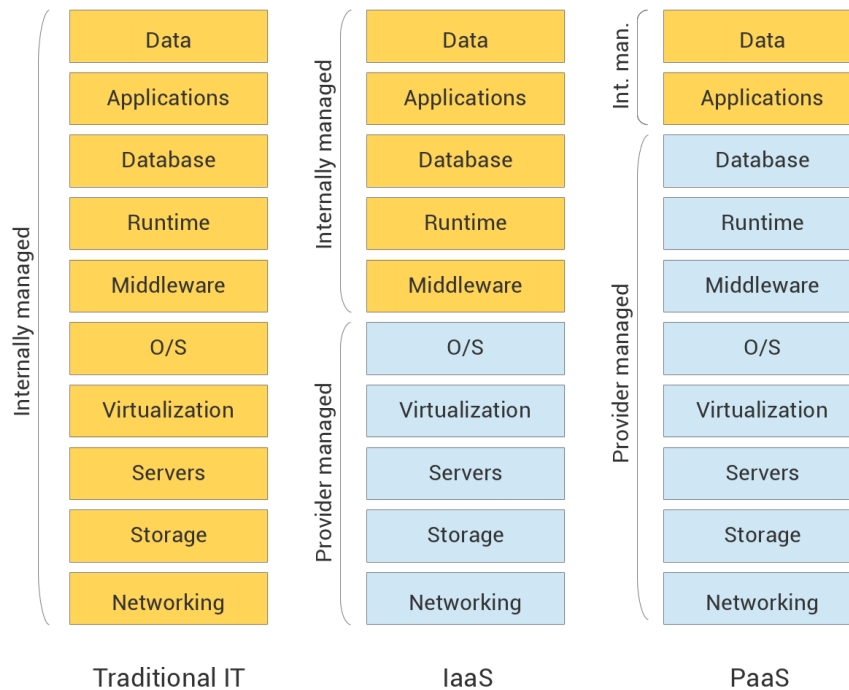 Internally managed
Data
Applications
Database
Runtime
Middleware
O/S
Virtualization
Servers
Storage
Networking
Traditional IT
Internally managed
Provider managed
Data
Applications
Database
Runtime
Middleware
O/S
Virtualization
Servers
Storage
Networking
IaaS
Int. man.
Provider managed
Data
Applications
Database
Runtime
Middleware
O/S
Virtualization
Servers
Storage
Networking
PaaS